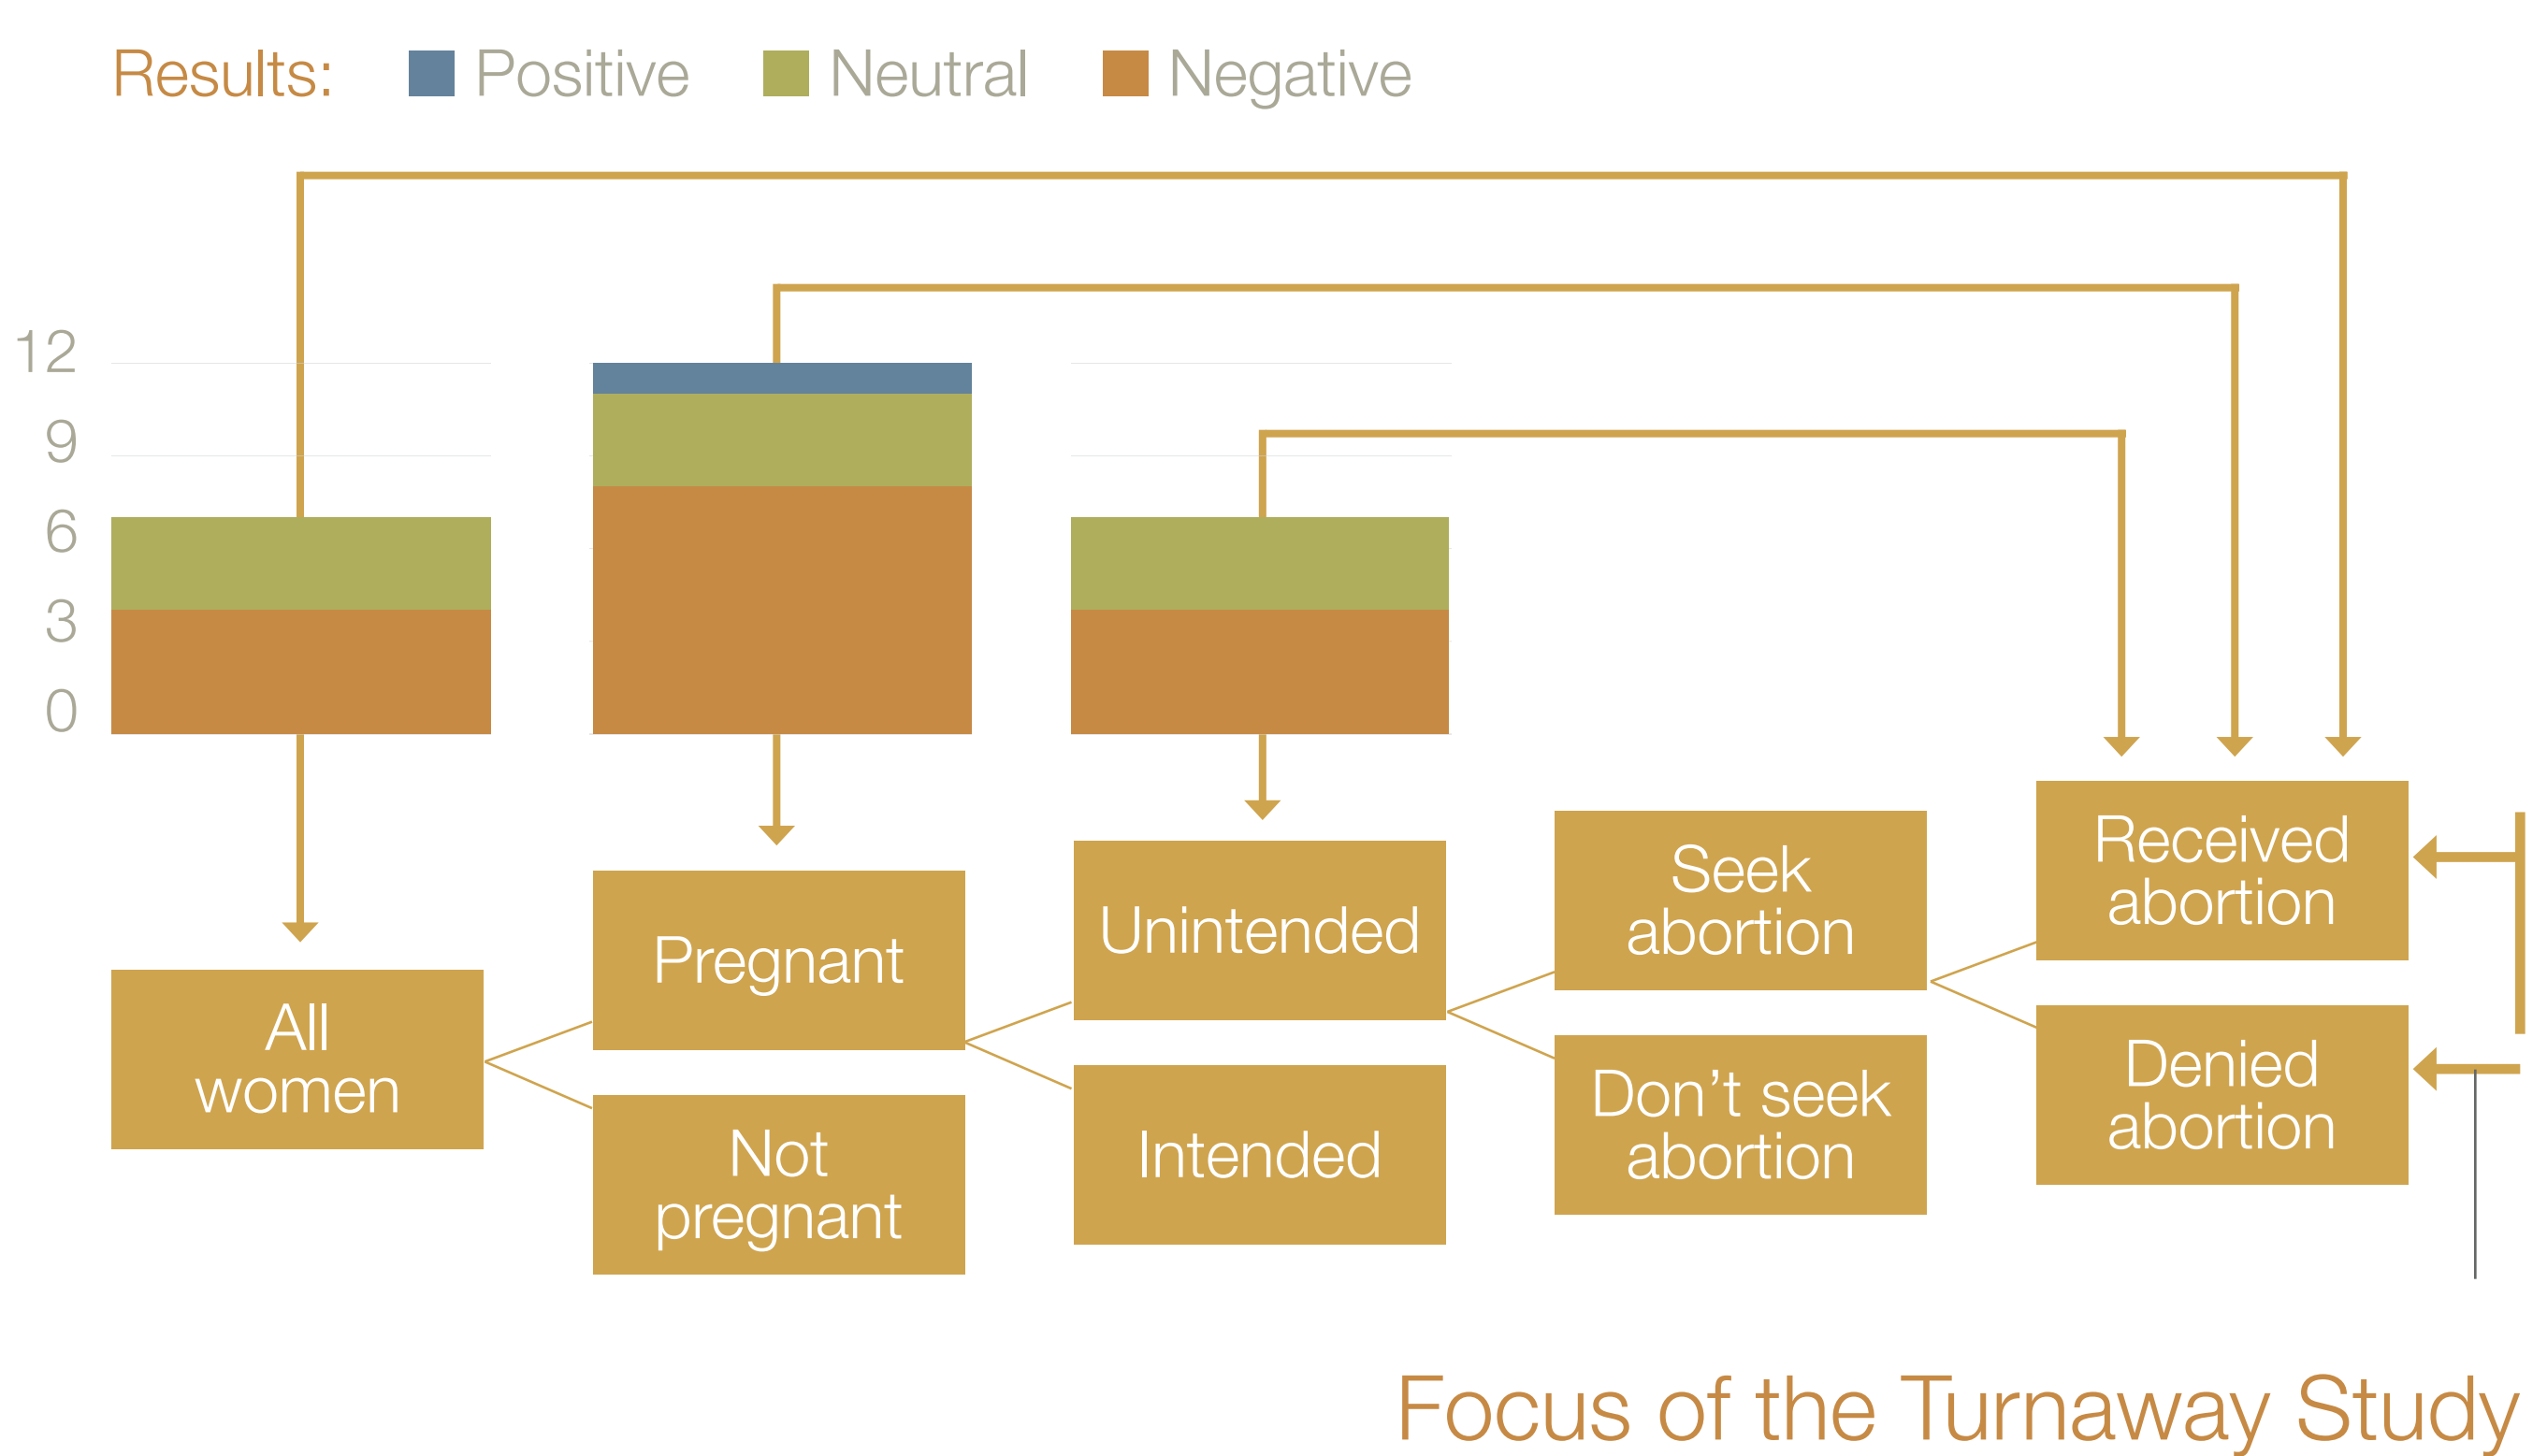 Results: Positive Neutral Negative
12
9
6
3
0
All
women
Pregnant
Not
pregnant
Unintended
Intended
Seek
abortion
Don’t seek
abortion
Received
abortion
Denied
abortion
Focus of the Turnaway Study